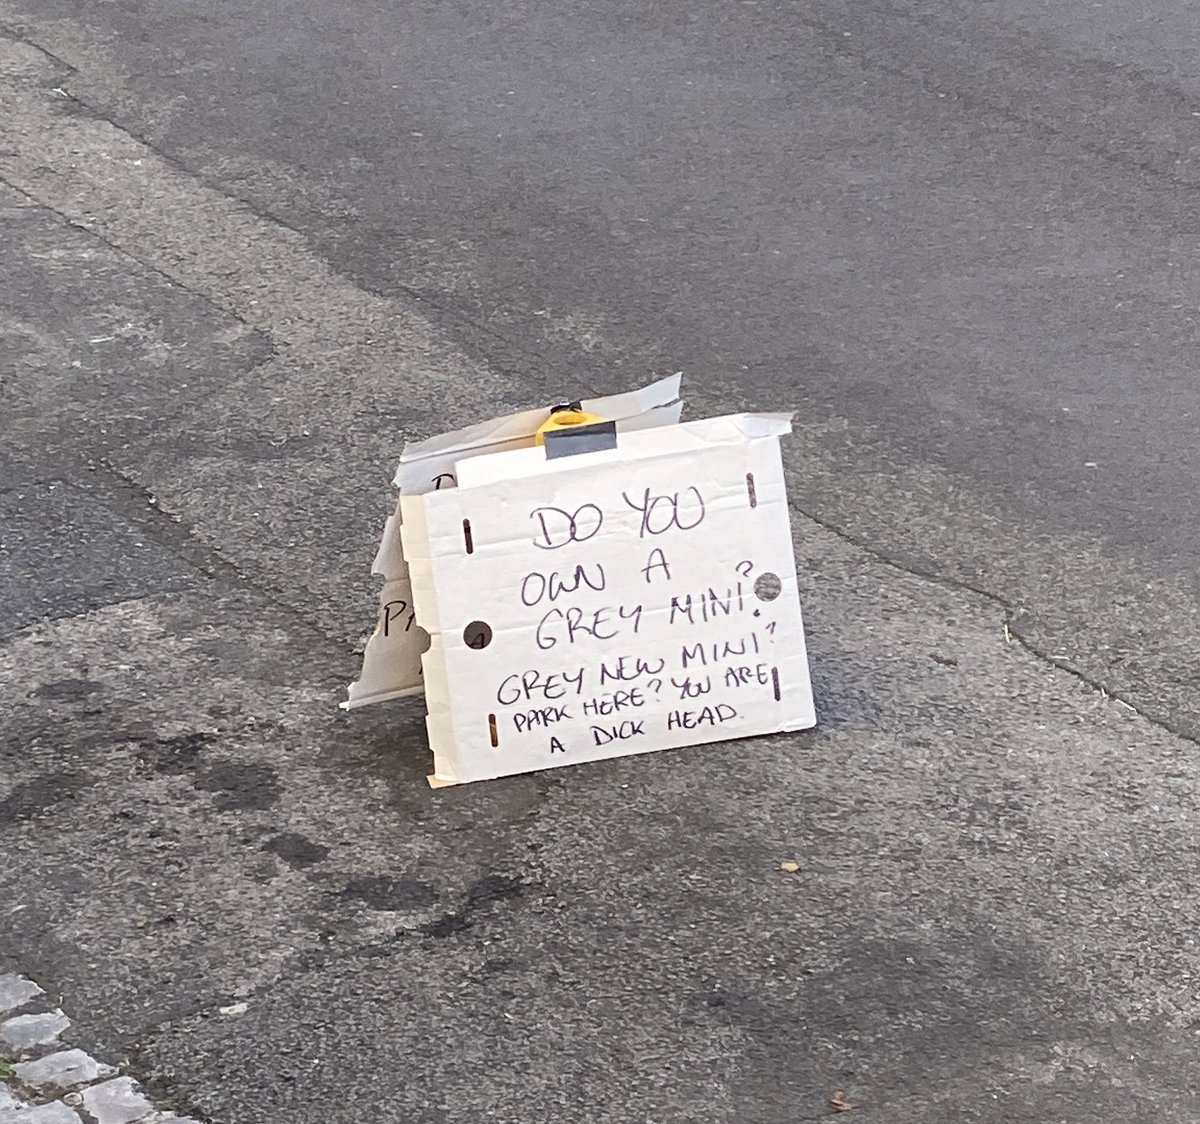 DO YOU
OWN A
GREY MINI?
GREY NEW MINI?
PARK HERE? YOU ARE
A DICK HEAD.